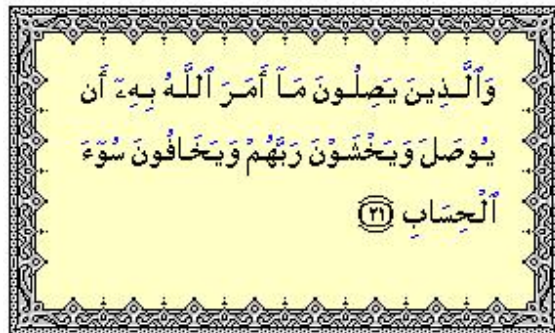 وَٱلَّذِينَ يَصِلُونَ مَآ أَمَرَ ٱللَّهُ بِهِۦٓ أَن
يُوصَلَ وَيَخْشَوْنَ رَبَّهُمْ وَيَخَافُونَ سُوٓءَ
ٱلْحِسَابِ ٢١